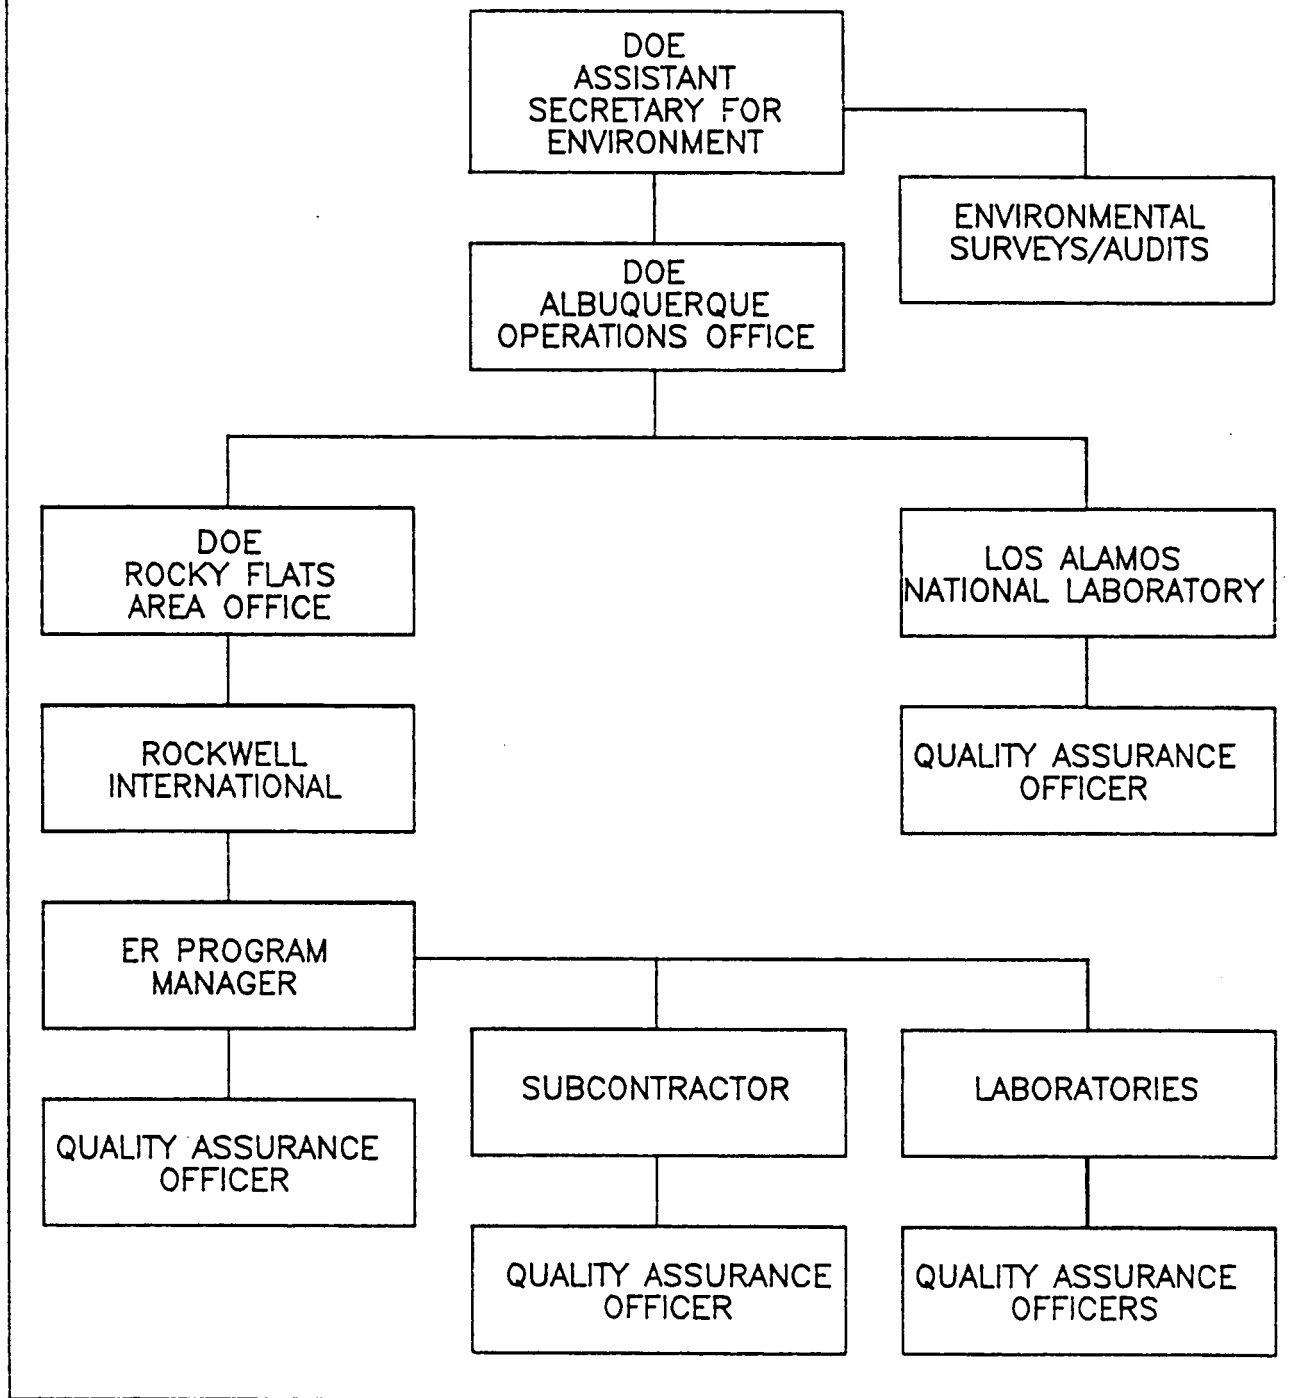 DOE
ASSISTANT
SECRETARY FOR
ENVIRONMENT
ENVIRONMENTAL
SURVEYS/AUDITS
DOE
ALBUQUERQUE
OPERATIONS OFFICE
DOE
ROCKY FLATS
AREA OFFICE
LOS ALAMOS
NATIONAL LABORATORY
ROCKWELL
INTERNATIONAL
QUALITY ASSURANCE
OFFICER
ER PROGRAM
MANAGER
SUBCONTRACTOR
LABORATORIES
QUALITY ASSURANCE
OFFICER
QUALITY ASSURANCE
OFFICER
QUALITY ASSURANCE
OFFICERS